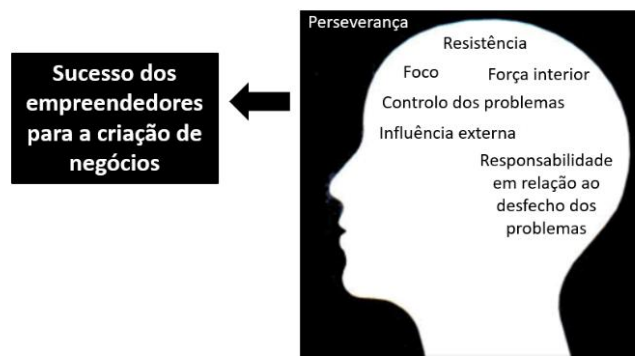 Perseverança
Resistência
Foco
Força interior
Controlo dos problemas
Influência externa
Responsabilidade
em relação ao
desfecho dos
problemas
Sucesso dos
empreendedores
para a criação de
negócios